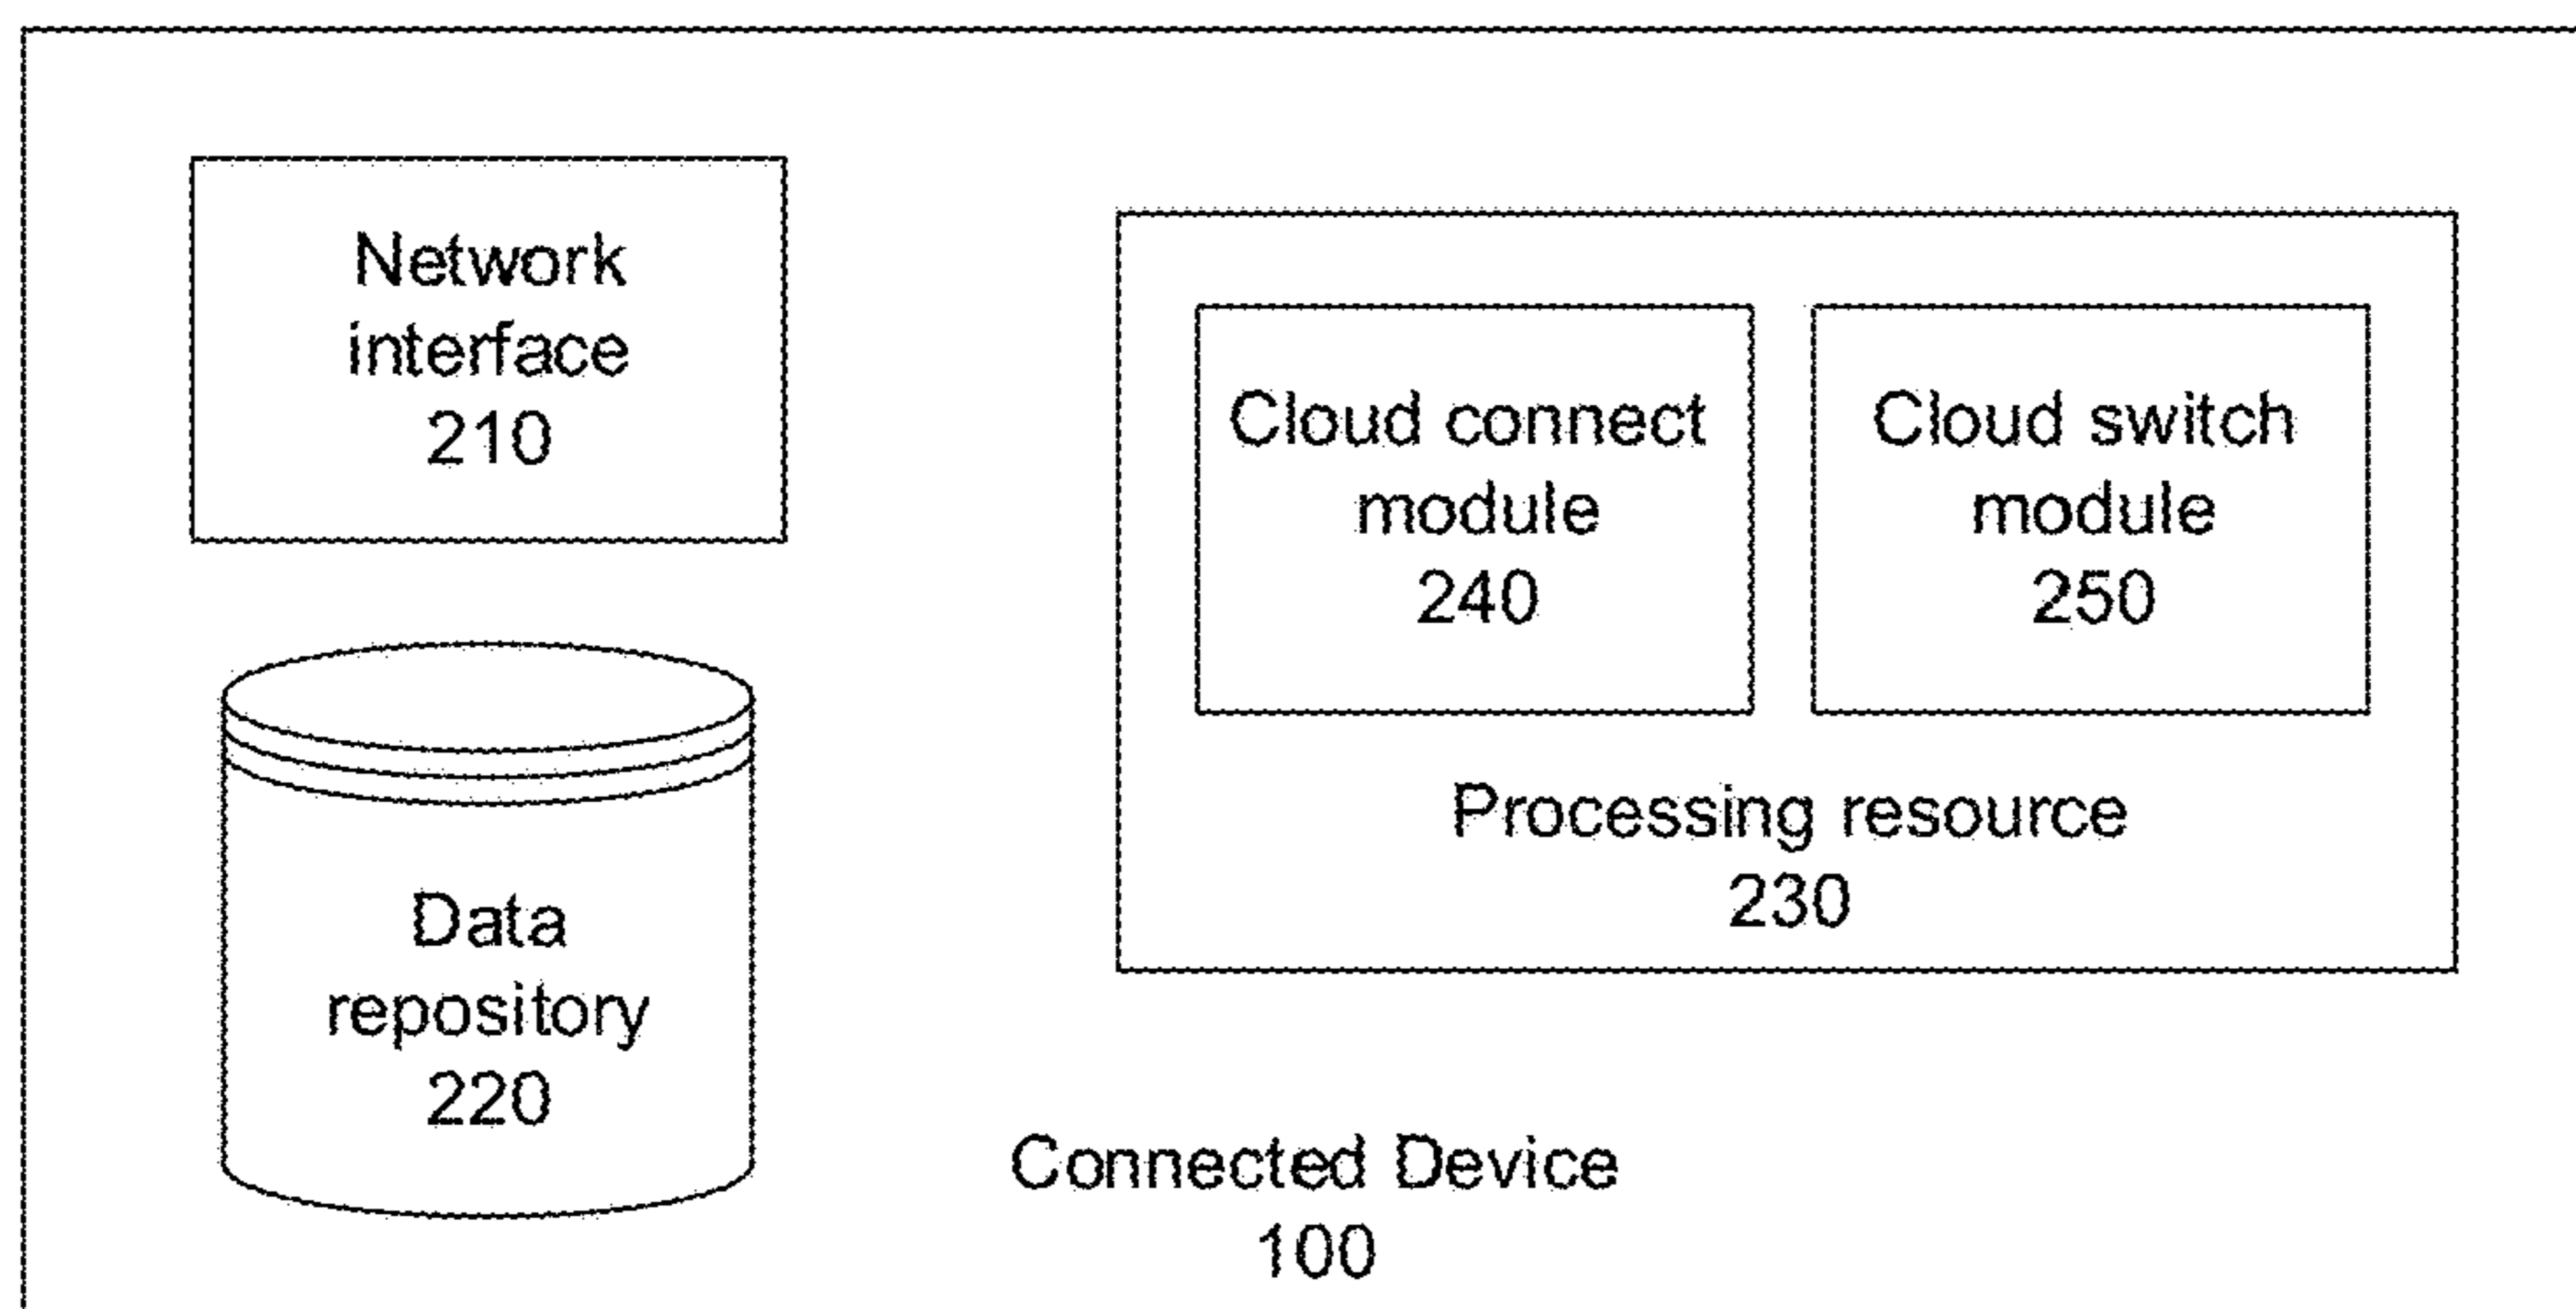 Network
interface
210
Cloud connect
module
240
Cloud switch
module
250
Processing resource
230
Data
repository
220
Connected Device
100